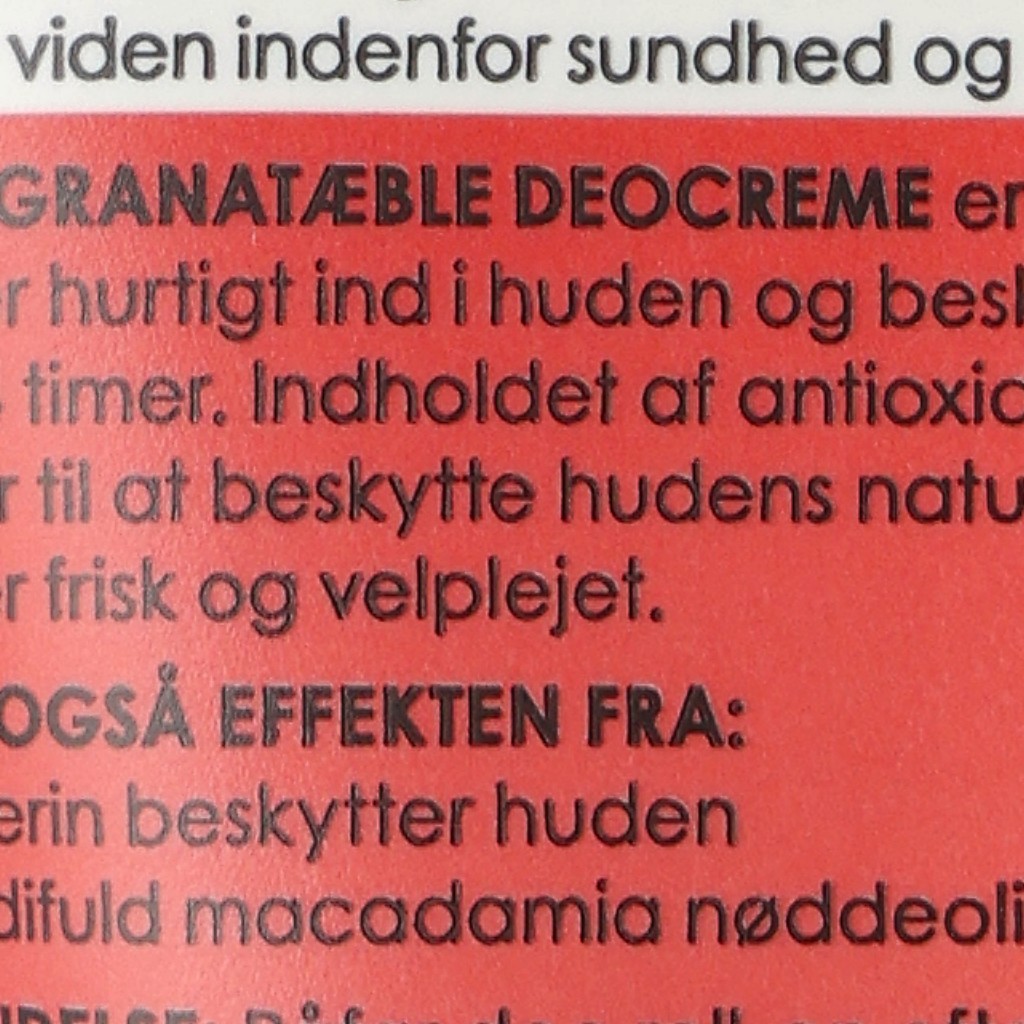 viden indenfor sundhed og
GRANATÆBLE DEOCREME er
r hurtigt ind i huden og besk
timer. Indholdet af antioxid
r til at beskytte hudens natu
r frisk og velplejet.
OGSÅ EFFEKTEN FRA:
erin beskytter huden
difuld macadamia nøddeoli